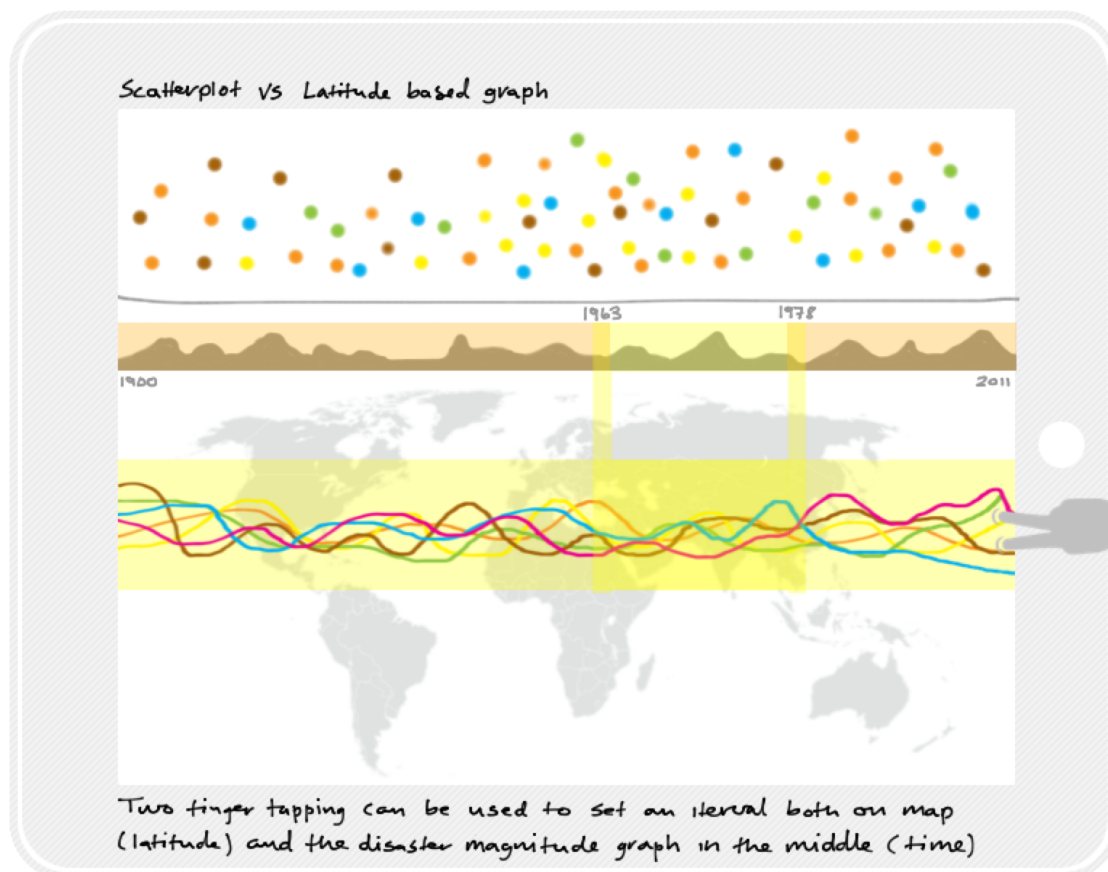 Scatterplot vs Latitude based graph
1963 1978
1900 2011
Two finger tapping can be used to set an iterval both on map
(latitude) and the disaster magnitude graph in the middle (time)